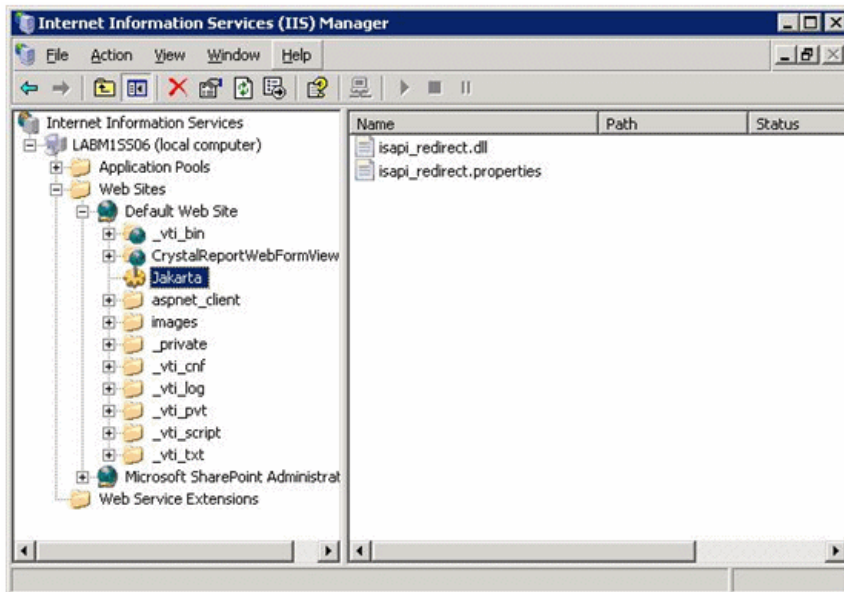 Internet Information Services (IIS) Manager
File Action View Window Help
Internet Information Services
LABM1SS06 (local computer)
Application Pools
Web Sites
Default Web Site
_vti_bin
CrystalReportWebFormView
Jakarta
aspnet_client
images
_private
_vti_cnf
_vti_log
_vti_pvt
_vti_script
_vti_txt
Microsoft SharePoint Administrat
Web Service Extensions
Name Path Status
isapi_redirect.dll
isapi_redirect.properties